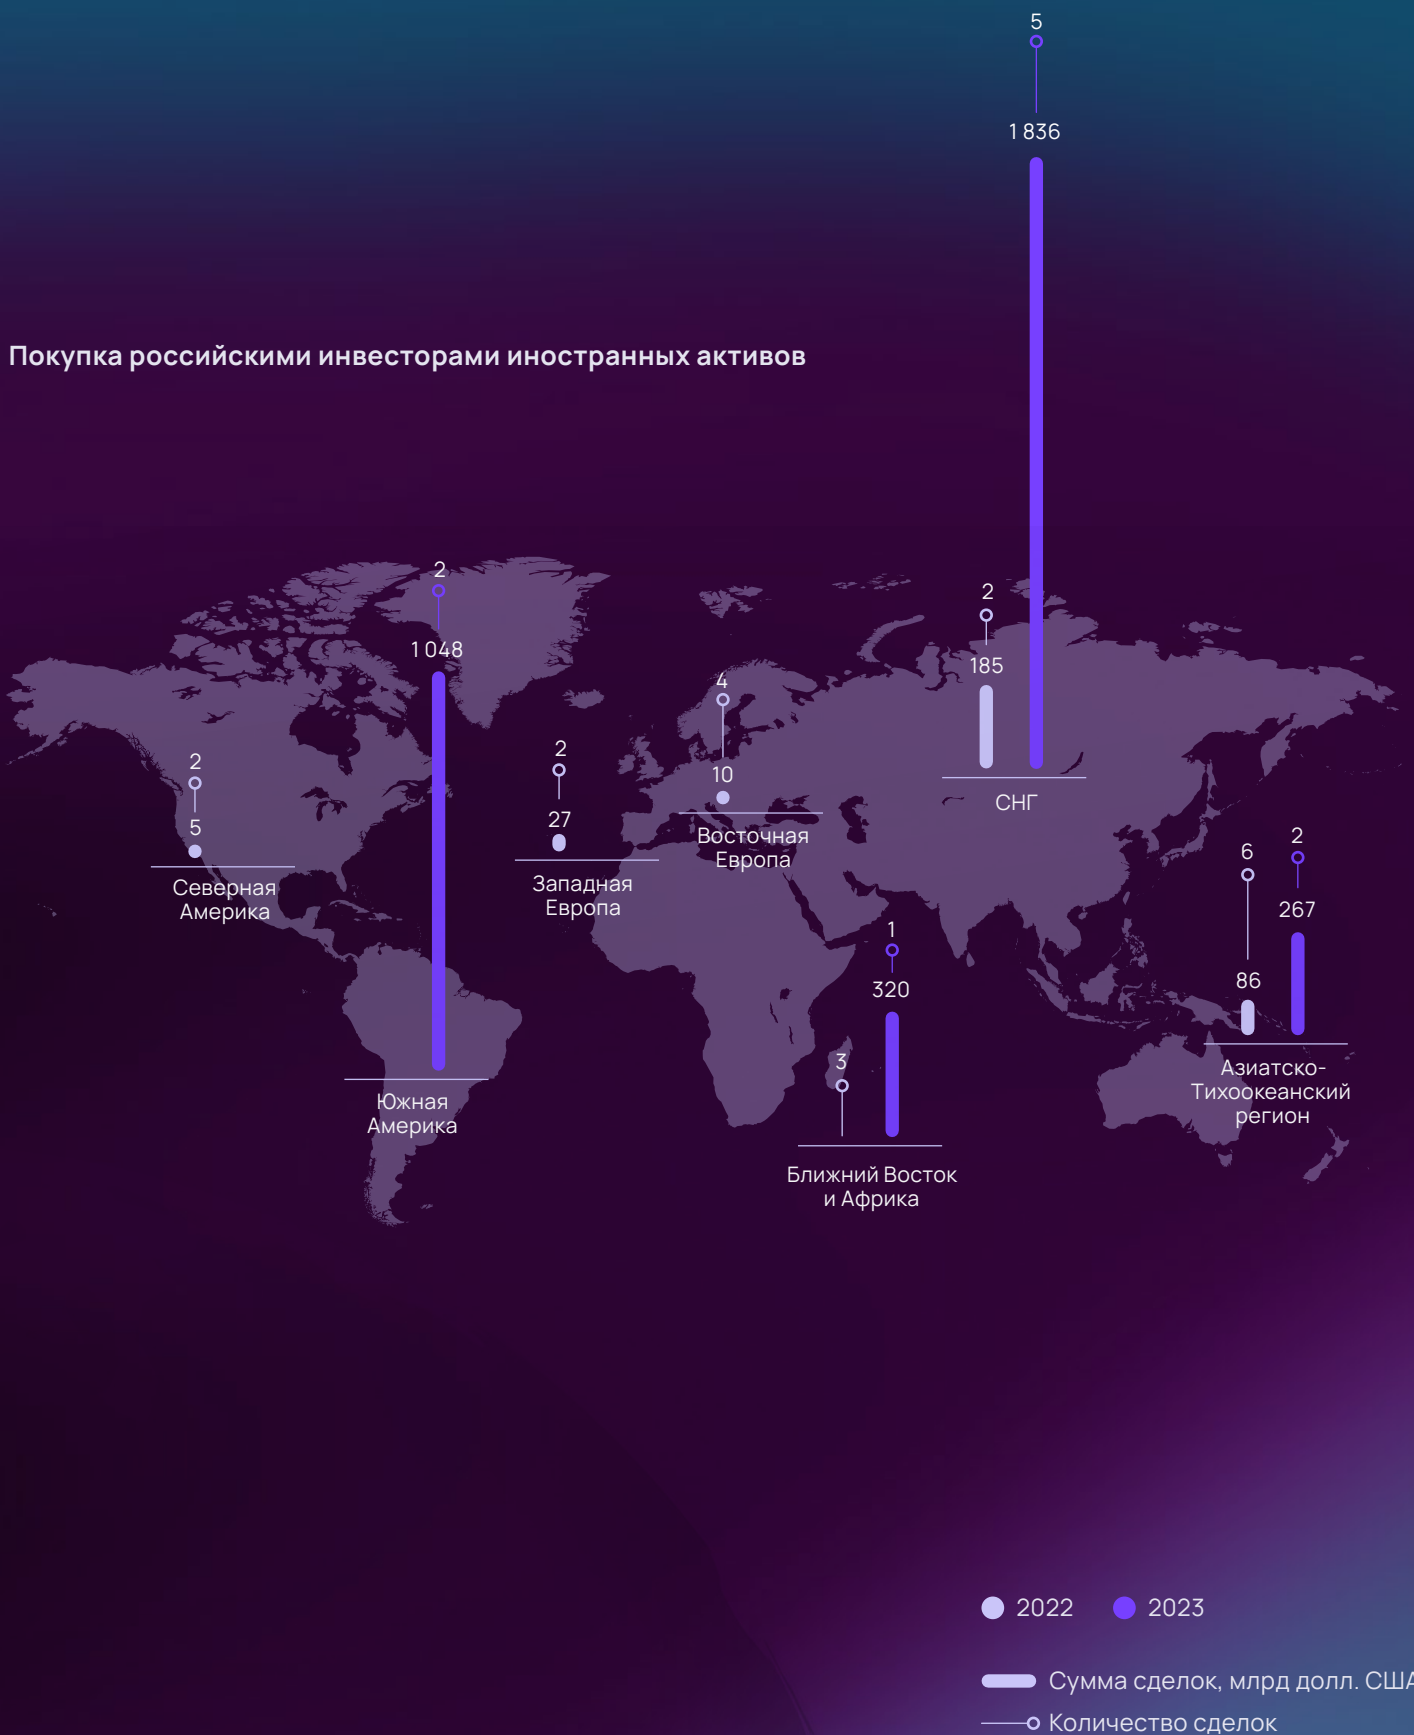 5
1 836
Покупка российскими инвесторами иностранных активов
2
1 048
2
185
4
10
2
5
2
27
Восточная
Европа
СНГ
Северная
Америка
Западная
Европа
6
86
2
267
1
320
3
Южная
Америка
Азиатско-
Тихоокеанский
регион
Ближний Восток
и Африка
2022 2023
Сумма сделок, млрд долл. США
Количество сделок